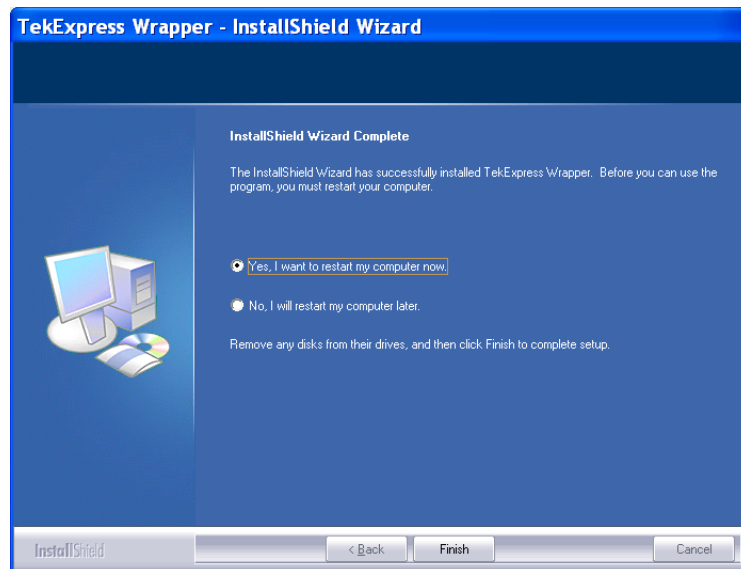 TekExpress Wrapper - InstallShield Wizard
InstallShield Wizard Complete
The InstallShield Wizard has successfully installed TekExpress Wrapper. Before you can use the
program, you must restart your computer.
Yes, I want to restart my computer now.
No, I will restart my computer later.
Remove any disks from their drives, and then click Finish to complete setup.
InstallShield
< Back
Finish
Cancel